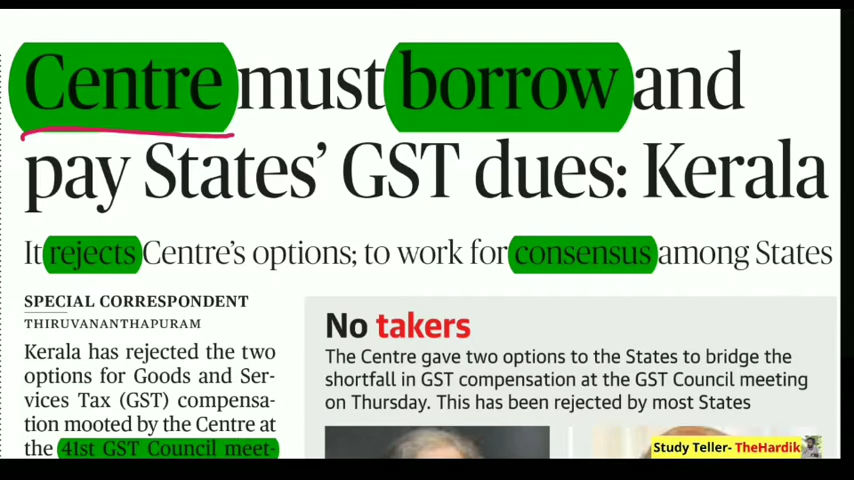 Centre must borrow and
pay States’ GST dues: Kerala
It rejects Centre’s options; to work for consensus among States
SPECIAL CORRESPONDENT
THIRUVANANTHAPURAM
Kerala has rejected the two
options for Goods and Ser-
vices Tax (GST) compensa-
tion mooted by the Centre at
the 41st GST Council meet-
No takers
The Centre gave two options to the States to bridge the
shortfall in GST compensation at the GST Council meeting
on Thursday. This has been rejected by most States
Study Teller- TheHardik